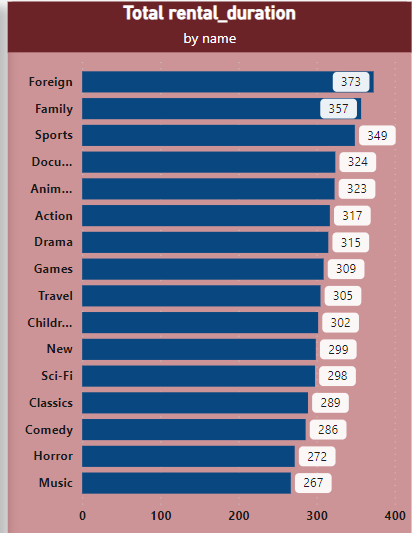 Total rental_duration
by name
Foreign 373
Family 357
Sports 349
Docu... 324
Anim... 323
Action 317
Drama 315
Games 309
Travel 305
Childr... 302
New 299
Sci-Fi 298
Classics 289
Comedy 286
Horror 272
Music 267
0 100 200 300 400